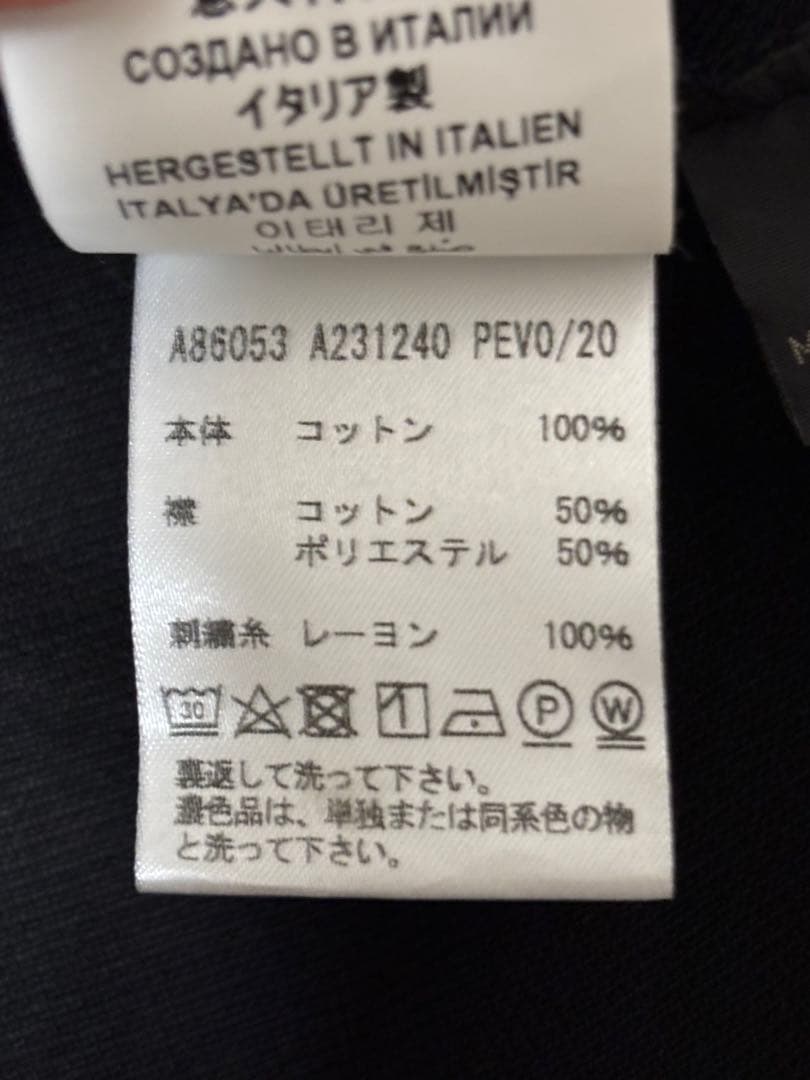 СОЗДАНО В ИТАЛИИ
イタリア製
HERGESTELLT IN ITALIEN
İTALYA'DA ÜRETİLMİŞTİR
이태리 제
A86053 A231240 PEVO/20
本体 コットン 100%
襟 コットン 50%
ポリエステル 50%
刺繍糸 レーヨン 100%
30 P W
裏返して洗って下さい。
濃色品は、単独または同系色の物
と洗って下さい。